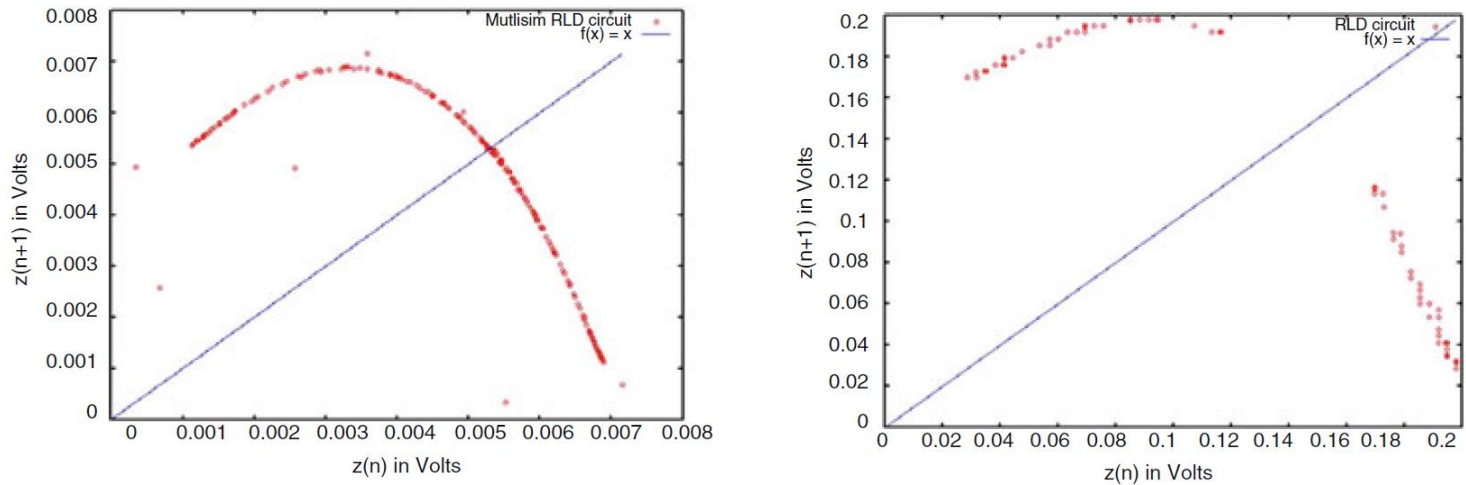 0.008
0.007
0.006
0.005
0.004
0.003
0.002
0.001
0
z(n+1) in Volts
Mutlisim RLD circuit
f(x) = x
0 0.001 0.002 0.003 0.004 0.005 0.006 0.007 0.008
z(n) in Volts
0.2
0.18
0.16
0.14
0.12
0.1
0.08
0.06
0.04
0.02
0
z(n+1) in Volts
RLD circuit
f(x) = x
0 0.02 0.04 0.06 0.08 0.1 0.12 0.14 0.16 0.18 0.2
z(n) in Volts